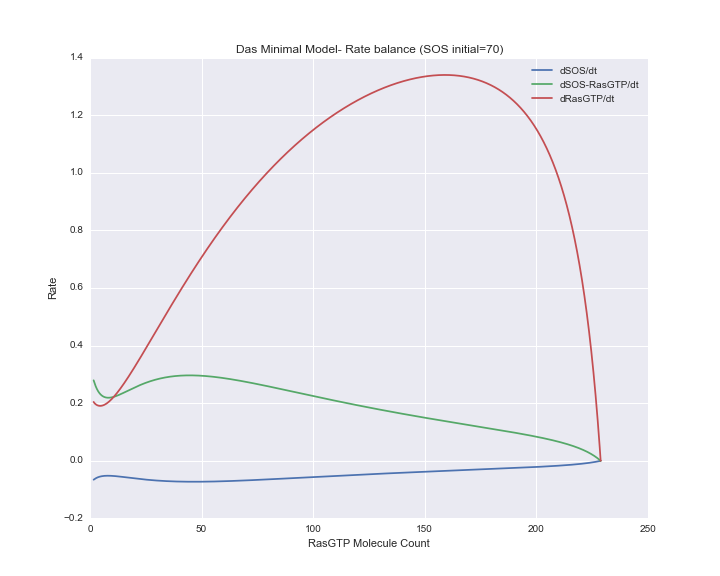 Das Minimal Model- Rate balance (SOS initial=70)
1.4
1.2
1.0
0.8
0.6
0.4
0.2
0.0
−0.2
Rate
dSOS/dt
dSOS-RasGTP/dt
dRasGTP/dt
0 50 100 150 200 250
RasGTP Molecule Count